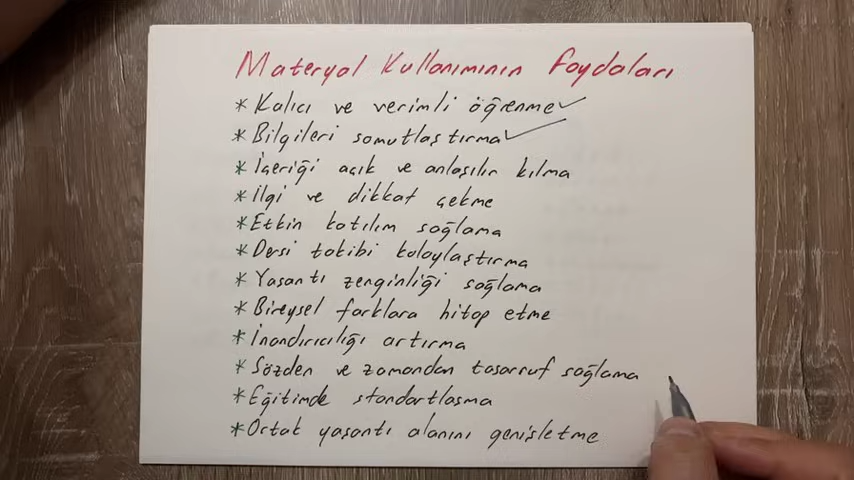 Materyal Kullanımının Faydaları
* Kalıcı ve verimli öğrenme ✓
* Bilgileri somutlaştırma ✓
* İçeriği açık ve anlaşılır kılma
* İlgi ve dikkat çekme
* Etkin katılım sağlama
* Dersi takibi kolaylaştırma
* Yaşantı zenginliği sağlama
* Bireysel farklara hitap etme
* İnandırıcılığı artırma
* Sözden ve zamandan tasarruf sağlama
* Eğitimde standartlaşma
* Ortak yaşantı alanını genişletme